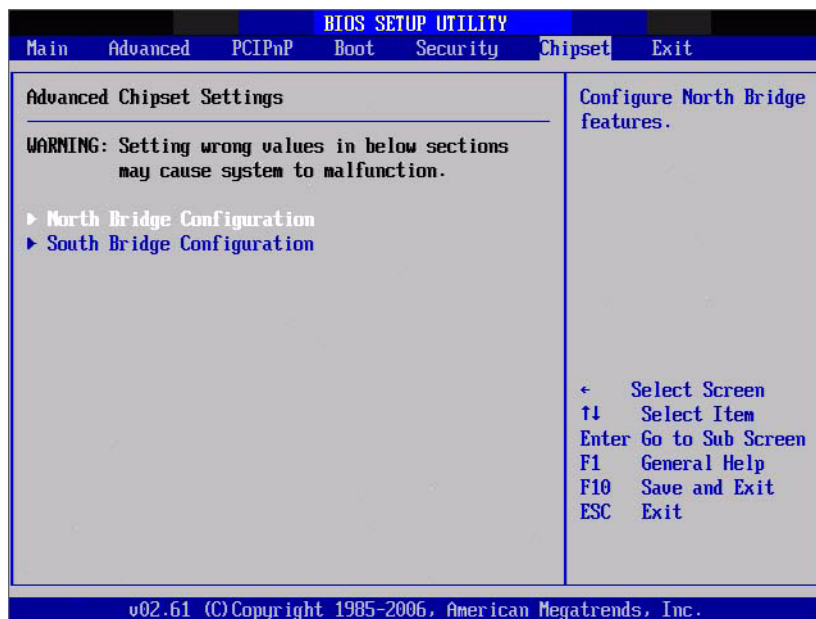 BIOS SETUP UTILITY
Main Advanced PCIPnP Boot Security Chipset Exit
Advanced Chipset Settings
WARNING: Setting wrong values in below sections
may cause system to malfunction.
▶ North Bridge Configuration
▶ South Bridge Configuration
Configure North Bridge
features.
← Select Screen
↑↓ Select Item
Enter Go to Sub Screen
F1 General Help
F10 Save and Exit
ESC Exit
v02.61 (C)Copyright 1985-2006, American Megatrends, Inc.